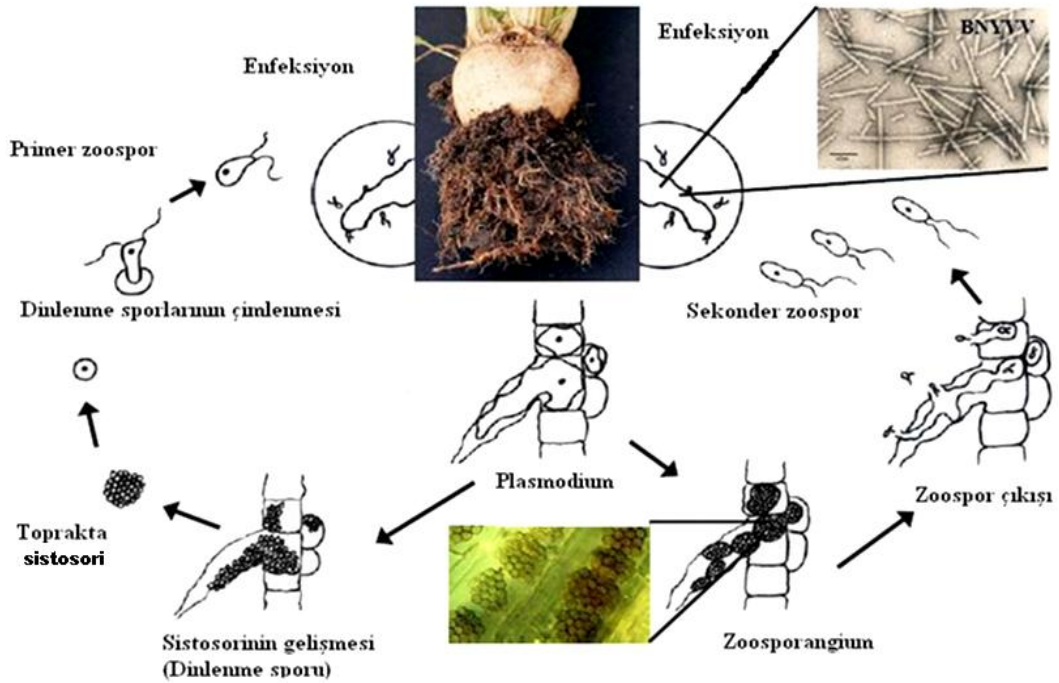 Enfeksiyon
Enfeksiyon
BNYVV
Primer zoospor
Dinlenme sporlarının çimlenmesi
Sekonder zoospor
Plasmodium
Zoospor çıkışı
Toprakta
sistosori
Sistosorinin gelişmesi
(Dinlenme sporu)
Zoosporangium